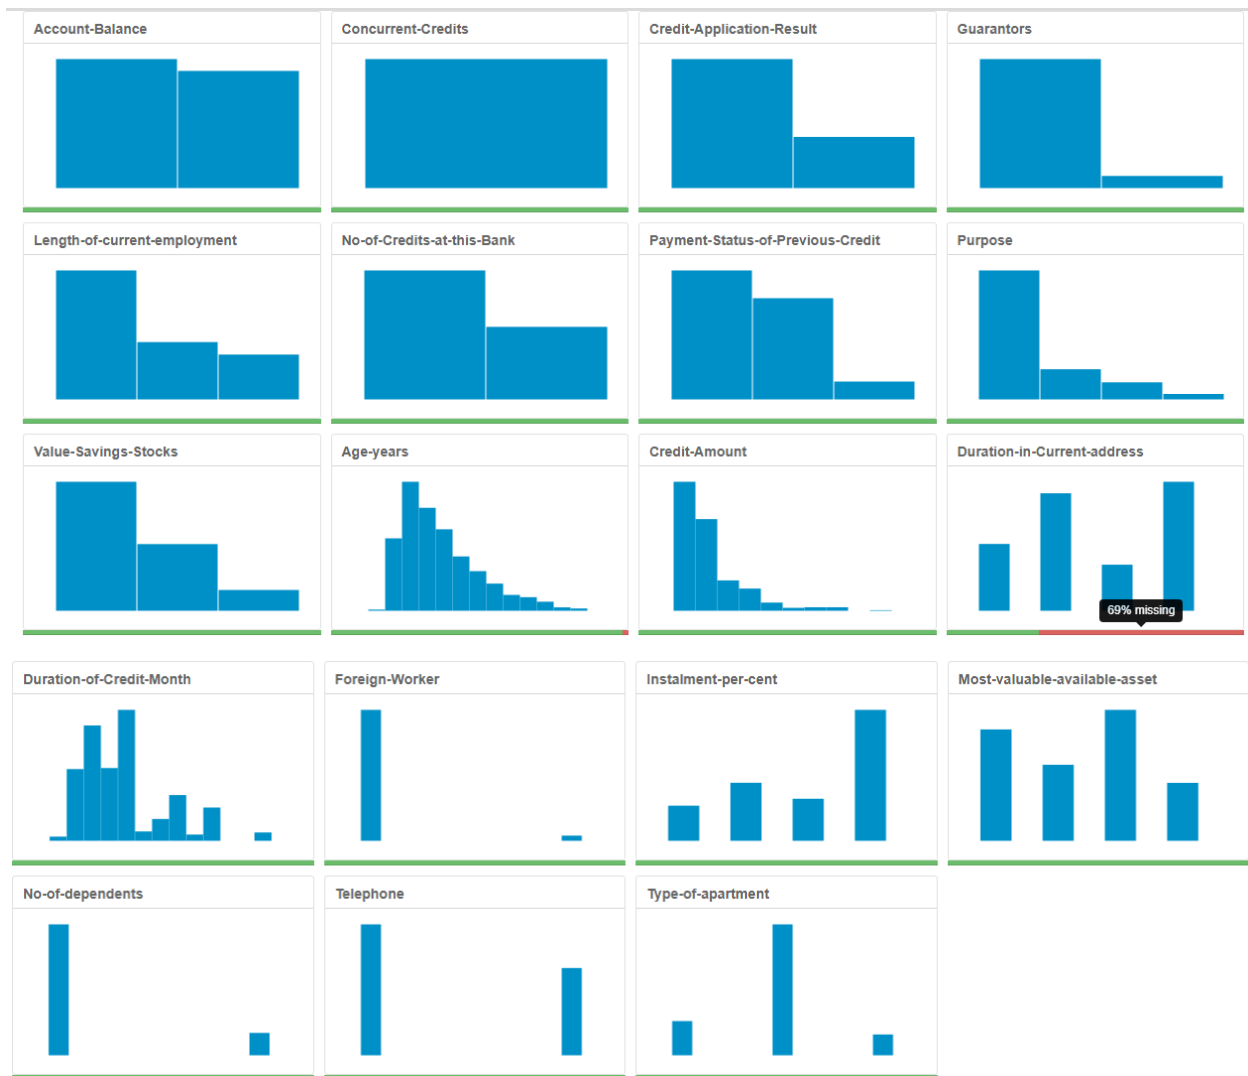 Account-Balance
Concurrent-Credits
Credit-Application-Result
Guarantors
Length-of-current-employment
No-of-Credits-at-this-Bank
Payment-Status-of-Previous-Credit
Purpose
Value-Savings-Stocks
Age-years
Credit-Amount
Duration-in-Current-address
69% missing
Duration-of-Credit-Month
Foreign-Worker
Instalment-per-cent
Most-valuable-available-asset
No-of-dependents
Telephone
Type-of-apartment